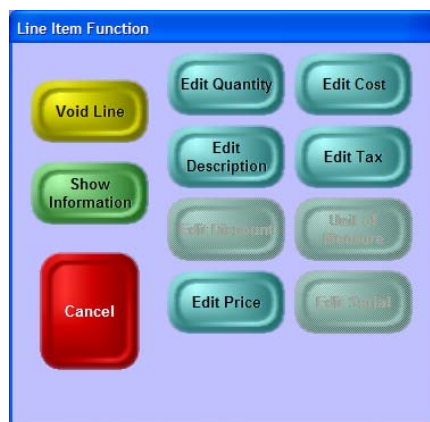 Line Item Function
Void Line
Show
Information
Cancel
Edit Quantity
Edit Cost
Edit
Description
Edit Tax
Edit Discount
Unit of
Measure
Edit Price
Edit Serial